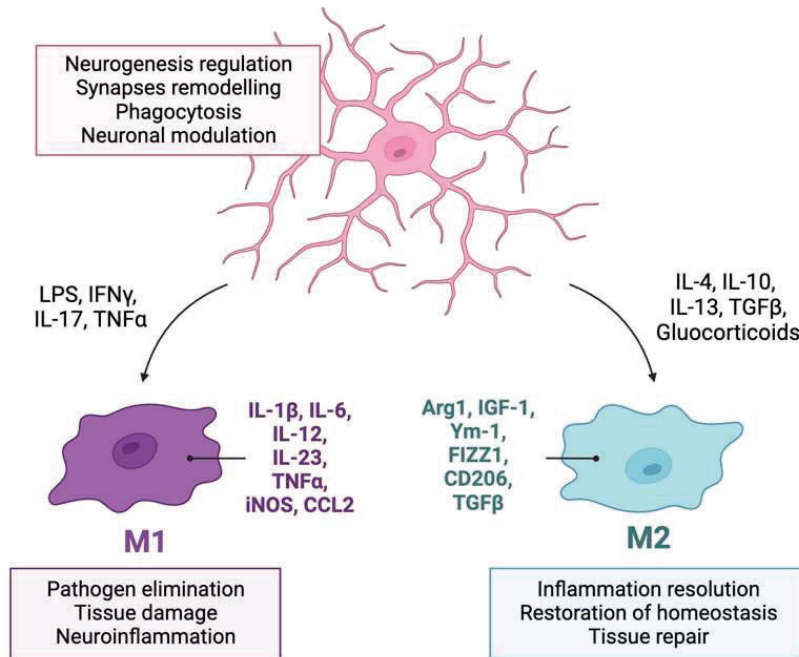 Neurogenesis regulation
Synapses remodelling
Phagocytosis
Neuronal modulation
LPS, IFNγ,
IL-17, TNFα
IL-4, IL-10,
IL-13, TGFβ,
Gluocorticoids
IL-1β, IL-6,
IL-12,
IL-23,
TNFα,
iNOS, CCL2
Arg1, IGF-1,
Ym-1,
FIZZ1,
CD206,
TGFβ
M1
M2
Pathogen elimination
Tissue damage
Neuroinflammation
Inflammation resolution
Restoration of homeostasis
Tissue repair